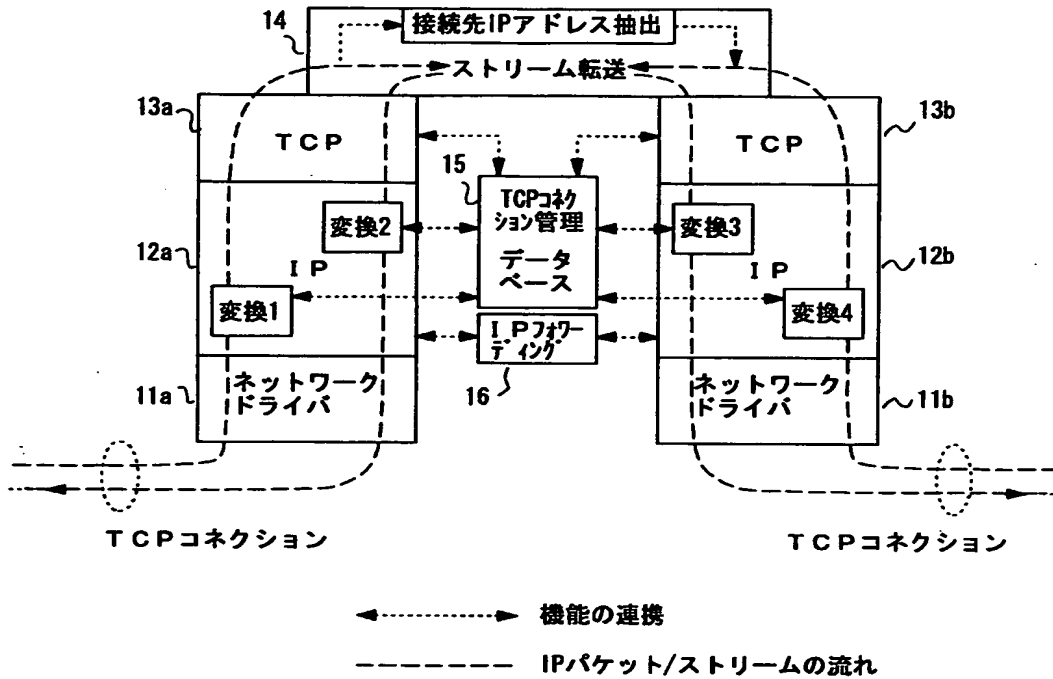 14
接続先IPアドレス抽出
ストリーム転送
13a
TCP
15
TCP
13b
TCPコネク
ション管理
データ
ベース
変換2
変換3
12a
IP
IP
12b
変換1
変換4
IPフォワー
ディング
16
11a
ネットワーク
ドライバ
ネットワーク
ドライバ
11b
TCPコネクション
TCPコネクション
機能の連携
IPパケット/ストリームの流れ